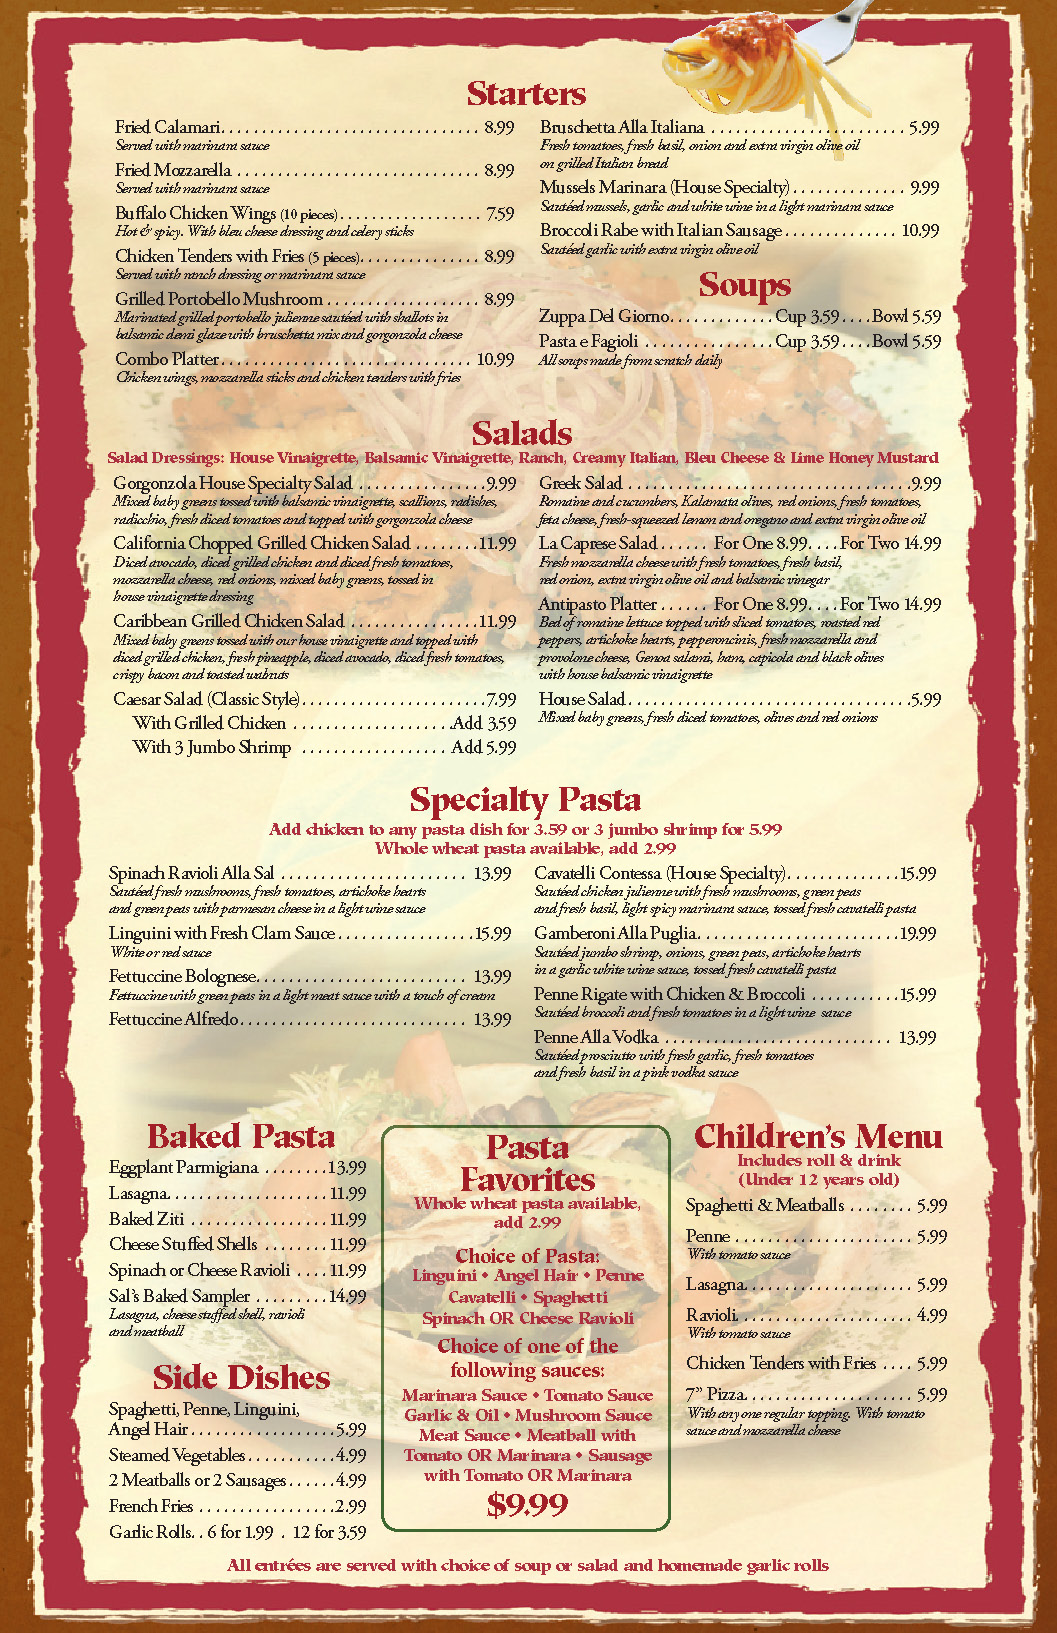 Starters
Fried Calamari. . . . . . . . . . . . . . . . . . . . . . . . . . . . . . . 8.99
Served with marinara sauce
Fried Mozzarella . . . . . . . . . . . . . . . . . . . . . . . . . . . . . 8.99
Served with marinara sauce
Buffalo Chicken Wings (10 pieces). . . . . . . . . . . . . . . . . 7.59
Hot & spicy. With bleu cheese dressing and celery sticks
Chicken Tenders with Fries (5 pieces). . . . . . . . . . . . . . . 8.99
Served with ranch dressing or marinara sauce
Grilled Portobello Mushroom . . . . . . . . . . . . . . . . . . . 8.99
Marinated grilled portobello julienne sautéed with shallots in
balsamic demi glaze with bruschetta mix and gorgonzola cheese
Combo Platter. . . . . . . . . . . . . . . . . . . . . . . . . . . . . . . 10.99
Chicken wings, mozzarella sticks and chicken tenders with fries
Bruschetta Alla Italiana . . . . . . . . . . . . . . . . . . . . . . . . 5.99
Fresh tomatoes, fresh basil, onion and extra virgin olive oil
on grilled Italian bread
Mussels Marinara (House Specialty) . . . . . . . . . . . . . . 9.99
Sautéed mussels, garlic and white wine in a light marinara sauce
Broccoli Rabe with Italian Sausage . . . . . . . . . . . . . . 10.99
Sautéed garlic with extra virgin olive oil
Soups
Zuppa Del Giorno. . . . . . . . . . . . . Cup 3.59 . . . . Bowl 5.59
Pasta e Fagioli . . . . . . . . . . . . . . . . Cup 3.59 . . . . Bowl 5.59
All soups made from scratch daily
Salads
Salad Dressings: House Vinaigrette, Balsamic Vinaigrette, Ranch, Creamy Italian, Bleu Cheese & Lime Honey Mustard
Gorgonzola House Specialty Salad . . . . . . . . . . . . . . . .9.99
Mixed baby greens tossed with balsamic vinaigrette, scallions, radishes,
radicchio, fresh diced tomatoes and topped with gorgonzola cheese
California Chopped Grilled Chicken Salad . . . . . . . .11.99
Diced avocado, diced grilled chicken and diced fresh tomatoes,
mozzarella cheese, red onions, mixed baby greens, tossed in
house vinaigrette dressing
Caribbean Grilled Chicken Salad . . . . . . . . . . . . . . . .11.99
Mixed baby greens tossed with our house vinaigrette and topped with
diced grilled chicken, fresh pineapple, diced avocado, diced fresh tomatoes,
crispy bacon and toasted walnuts
Caesar Salad (Classic Style). . . . . . . . . . . . . . . . . . . . . . .7.99
With Grilled Chicken . . . . . . . . . . . . . . . . . . . .Add 3.59
With 3 Jumbo Shrimp . . . . . . . . . . . . . . . . . . Add 5.99
Greek Salad . . . . . . . . . . . . . . . . . . . . . . . . . . . . . . . . . . .9.99
Romaine and cucumbers, Kalamata olives, red onions, fresh tomatoes,
feta cheese, fresh-squeezed lemon and oregano and extra virgin olive oil
La Caprese Salad . . . . . . For One 8.99. . . . For Two 14.99
Fresh mozzarella cheese with fresh tomatoes, fresh basil,
red onion, extra virgin olive oil and balsamic vinegar
Antipasto Platter . . . . . . For One 8.99. . . . For Two 14.99
Bed of romaine lettuce topped with sliced tomatoes, roasted red
peppers, artichoke hearts, pepperoncinis, fresh mozzarella and
provolone cheese, Genoa salami, ham, capicola and black olives
with house balsamic vinaigrette
House Salad. . . . . . . . . . . . . . . . . . . . . . . . . . . . . . . . . . .5.99
Mixed baby greens, fresh diced tomatoes, olives and red onions
Specialty Pasta
Add chicken to any pasta dish for 3.59 or 3 jumbo shrimp for 5.99
Whole wheat pasta available, add 2.99
Spinach Ravioli Alla Sal . . . . . . . . . . . . . . . . . . . . . . . 13.99
Sautéed fresh mushrooms, fresh tomatoes, artichoke hearts
and green peas with parmesan cheese in a light wine sauce
Linguini with Fresh Clam Sauce . . . . . . . . . . . . . . . . .15.99
White or red sauce
Fettuccine Bolognese. . . . . . . . . . . . . . . . . . . . . . . . . . 13.99
Fettuccine with green peas in a light meat sauce with a touch of cream
Fettuccine Alfredo . . . . . . . . . . . . . . . . . . . . . . . . . . . . 13.99
Cavatelli Contessa (House Specialty). . . . . . . . . . . . . .15.99
Sautéed chicken julienne with fresh mushrooms, green peas
and fresh basil, light spicy marinara sauce, tossed fresh cavatelli pasta
Gamberoni Alla Puglia. . . . . . . . . . . . . . . . . . . . . . . . .19.99
Sautéed jumbo shrimp, onions, green peas, artichoke hearts
in a garlic white wine sauce, tossed fresh cavatelli pasta
Penne Rigate with Chicken & Broccoli . . . . . . . . . . .15.99
Sautéed broccoli and fresh tomatoes in a light wine sauce
Penne Alla Vodka . . . . . . . . . . . . . . . . . . . . . . . . . . . . 13.99
Sautéed prosciutto with fresh garlic, fresh tomatoes
and fresh basil in a pink vodka sauce
Baked Pasta
Eggplant Parmigiana . . . . . . . .13.99
Lasagna. . . . . . . . . . . . . . . . . . . . 11.99
Baked Ziti . . . . . . . . . . . . . . . . . 11.99
Cheese Stuffed Shells . . . . . . . . 11.99
Spinach or Cheese Ravioli . . . . 11.99
Sal's Baked Sampler . . . . . . . . .14.99
Lasagna, cheese stuffed shell, ravioli
and meatball
Side Dishes
Spaghetti, Penne, Linguini,
Angel Hair . . . . . . . . . . . . . . . . . .5.99
Steamed Vegetables . . . . . . . . . . .4.99
2 Meatballs or 2 Sausages . . . . . .4.99
French Fries . . . . . . . . . . . . . . . . .2.99
Garlic Rolls. . 6 for 1.99 . 12 for 3.59
Pasta
Favorites
Whole wheat pasta available,
add 2.99
Choice of Pasta:
Linguini • Angel Hair • Penne
Cavatelli • Spaghetti
Spinach OR Cheese Ravioli
Choice of one of the
following sauces:
Marinara Sauce • Tomato Sauce
Garlic & Oil • Mushroom Sauce
Meat Sauce • Meatball with
Tomato OR Marinara • Sausage
with Tomato OR Marinara
$9.99
Children's Menu
Includes roll & drink
(Under 12 years old)
Spaghetti & Meatballs . . . . . . . . 5.99
Penne . . . . . . . . . . . . . . . . . . . . . . 5.99
With tomato sauce
Lasagna. . . . . . . . . . . . . . . . . . . . . 5.99
Ravioli. . . . . . . . . . . . . . . . . . . . . . 4.99
With tomato sauce
Chicken Tenders with Fries . . . . 5.99
7” Pizza. . . . . . . . . . . . . . . . . . . . . 5.99
With any one regular topping. With tomato
sauce and mozzarella cheese
All entrées are served with choice of soup or salad and homemade garlic rolls